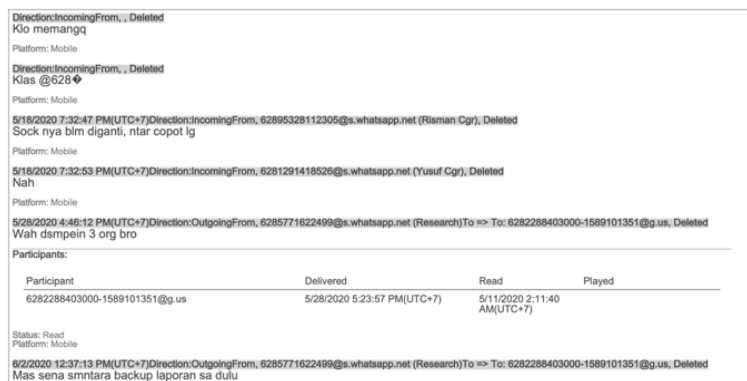 Direction:IncomingFrom, , Deleted
Klo memangq
Platform: Mobile
Direction:IncomingFrom, , Deleted
Klas @628�
Platform: Mobile
5/18/2020 7:32:47 PM(UTC+7)Direction:IncomingFrom, 62895328112305@s.whatsapp.net (Risman Cgr), Deleted
Sock nya blm diganti, ntar copot lg
Platform: Mobile
5/18/2020 7:32:53 PM(UTC+7)Direction:IncomingFrom, 6281291418526@s.whatsapp.net (Yusuf Cgr), Deleted
Nah
Platform: Mobile
5/28/2020 4:46:12 PM(UTC+7)Direction:OutgoingFrom, 6285771622499@s.whatsapp.net (Research)To => To: 6282288403000-1589101351@g.us, Deleted
Wah dsmpein 3 org bro
Participants:
Participant Delivered Read Played
6282288403000-1589101351@g.us 5/28/2020 5:23:57 PM(UTC+7) 5/11/2020 2:11:40
AM(UTC+7)
Status: Read
Platform: Mobile
6/2/2020 12:37:13 PM(UTC+7)Direction:OutgoingFrom, 6285771622499@s.whatsapp.net (Research)To => To: 6282288403000-1589101351@g.us, Deleted
Mas sena smntara backup laporan sa dulu